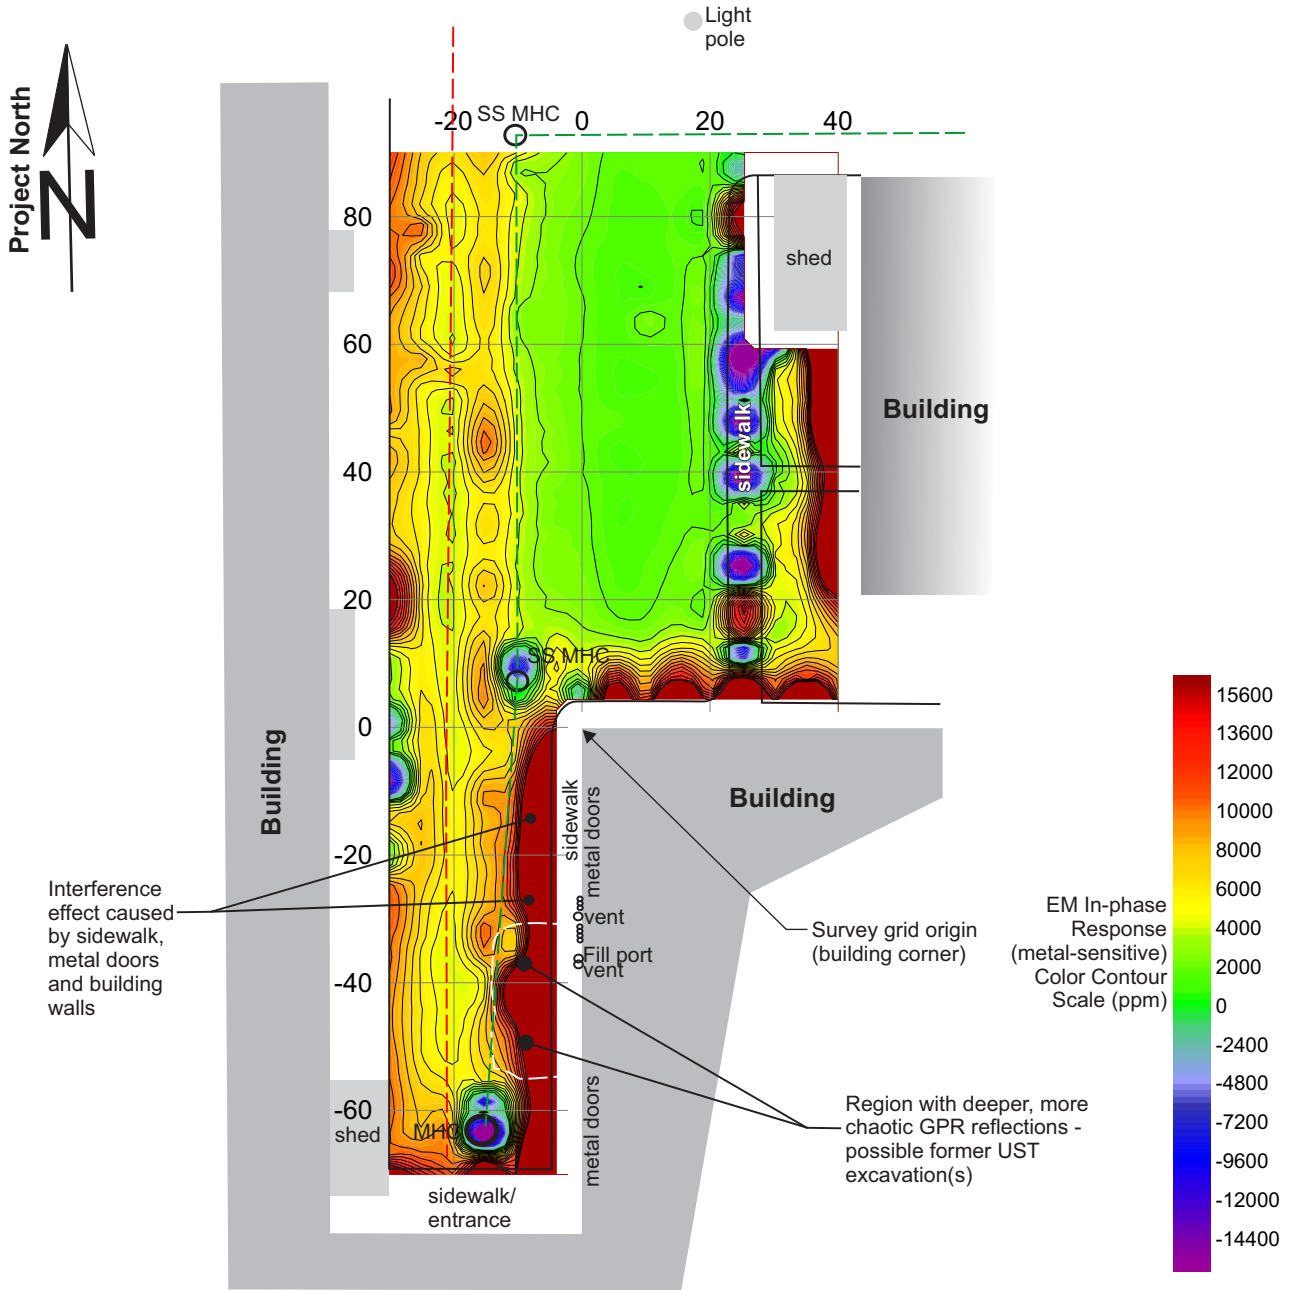 Light
pole
Project North
N
SS MHC
-20
0
20
40
80
60
40
20
0
-20
-40
-60
shed
Building
sidewalk
SS MHC
Building
Building
sidewalk
metal doors
vent
Fill port
vent
metal doors
Interference
effect caused
by sidewalk,
metal doors
and building
walls
Survey grid origin
(building corner)
Region with deeper, more
chaotic GPR reflections -
possible former UST
excavation(s)
shed
MHC
sidewalk/
entrance
EM In-phase
Response
(metal-sensitive)
Color Contour
Scale (ppm)
15600
13600
12000
10000
8000
6000
4000
2000
0
-2400
-4800
-7200
-9600
-12000
-14400